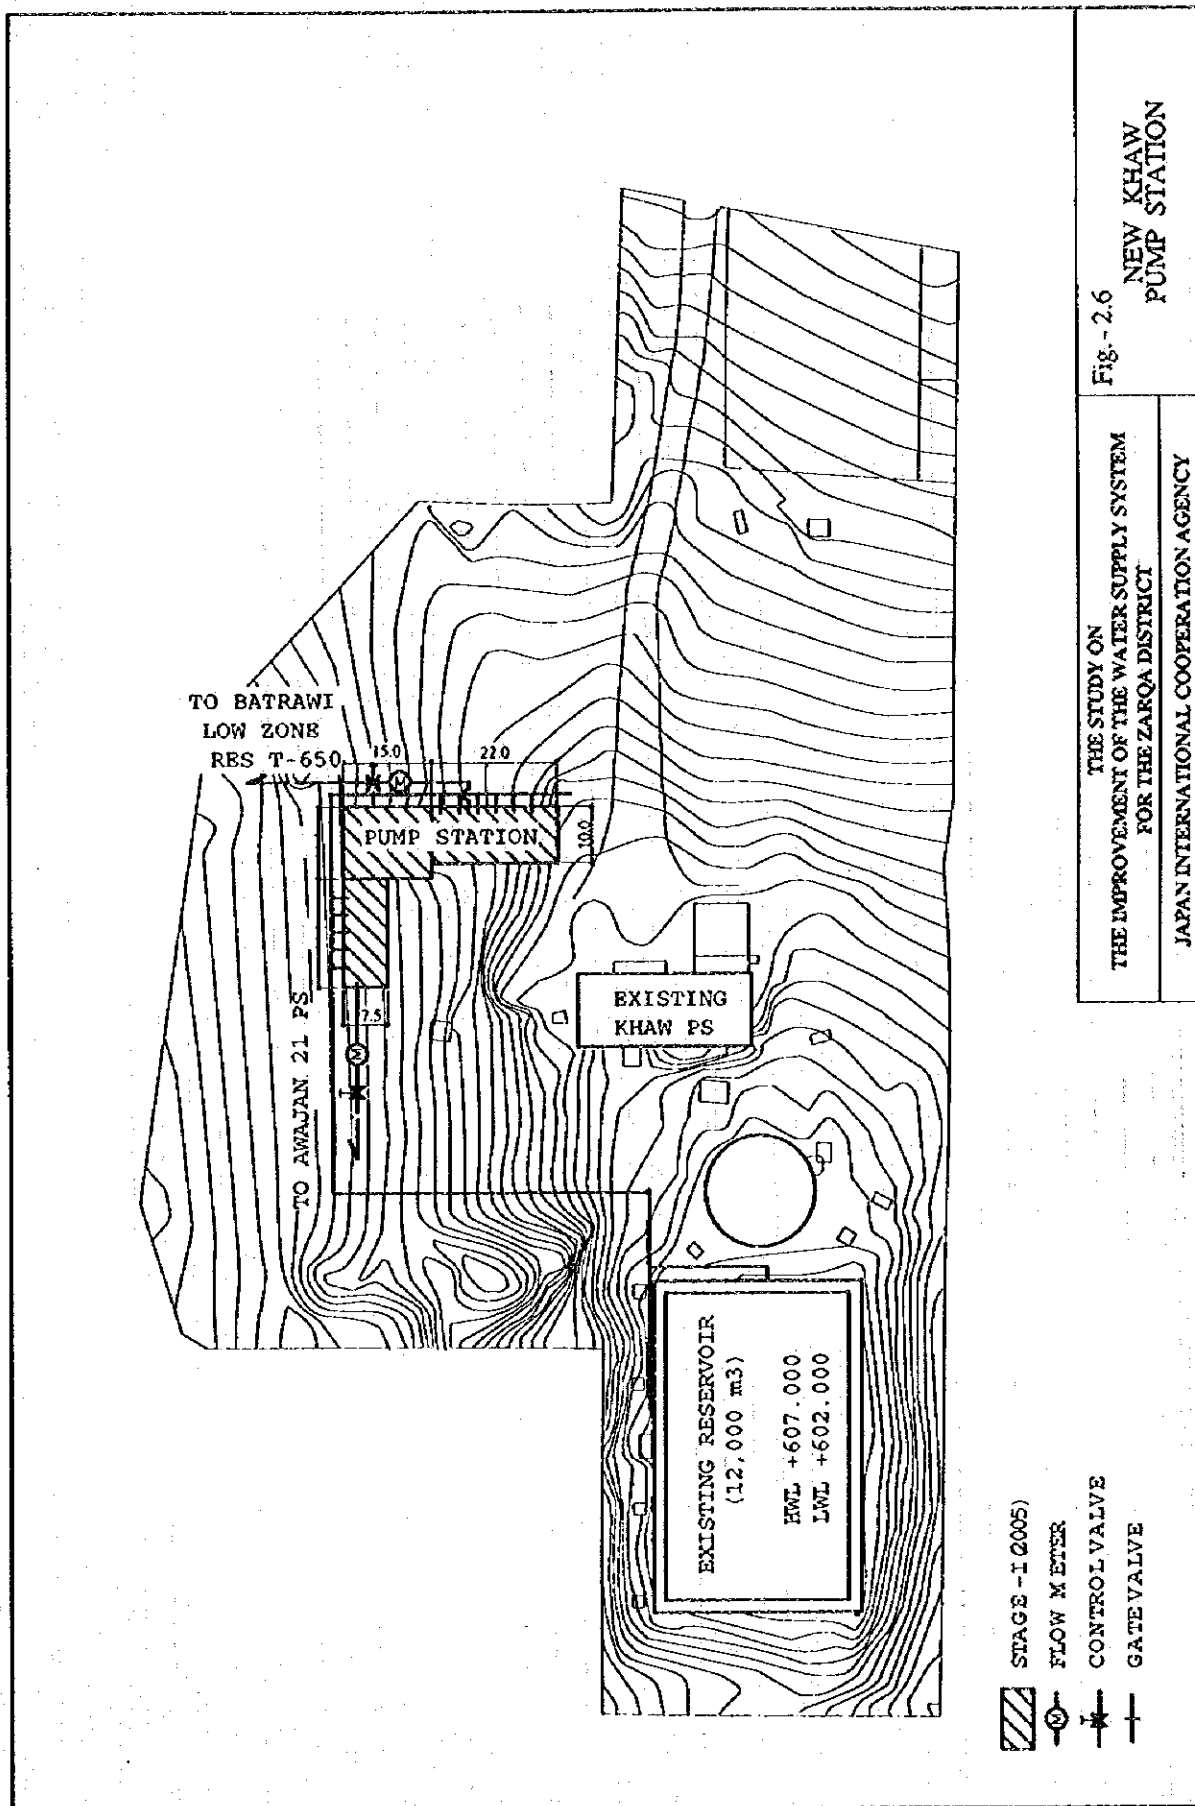 TO BATRAWI
LOW ZONE
RES T-650
15.0
22.0
PUMP STATION
10.0
7.5
TO AWAJAN 21 PS
EXISTING
KHAW PS
EXISTING RESERVOIR
(12,000 m3)
HWL +607.000
LWL +602.000
STAGE-1 (2005)
M FLOW METER
CONTROL VALVE
GATE VALVE
THE STUDY ON
THE IMPROVEMENT OF THE WATER SUPPLY SYSTEM
FOR THE ZARQA DISTRICT
JAPAN INTERNATIONAL COOPERATION AGENCY
Fig.-2.6
NEW KHAW
PUMP STATION